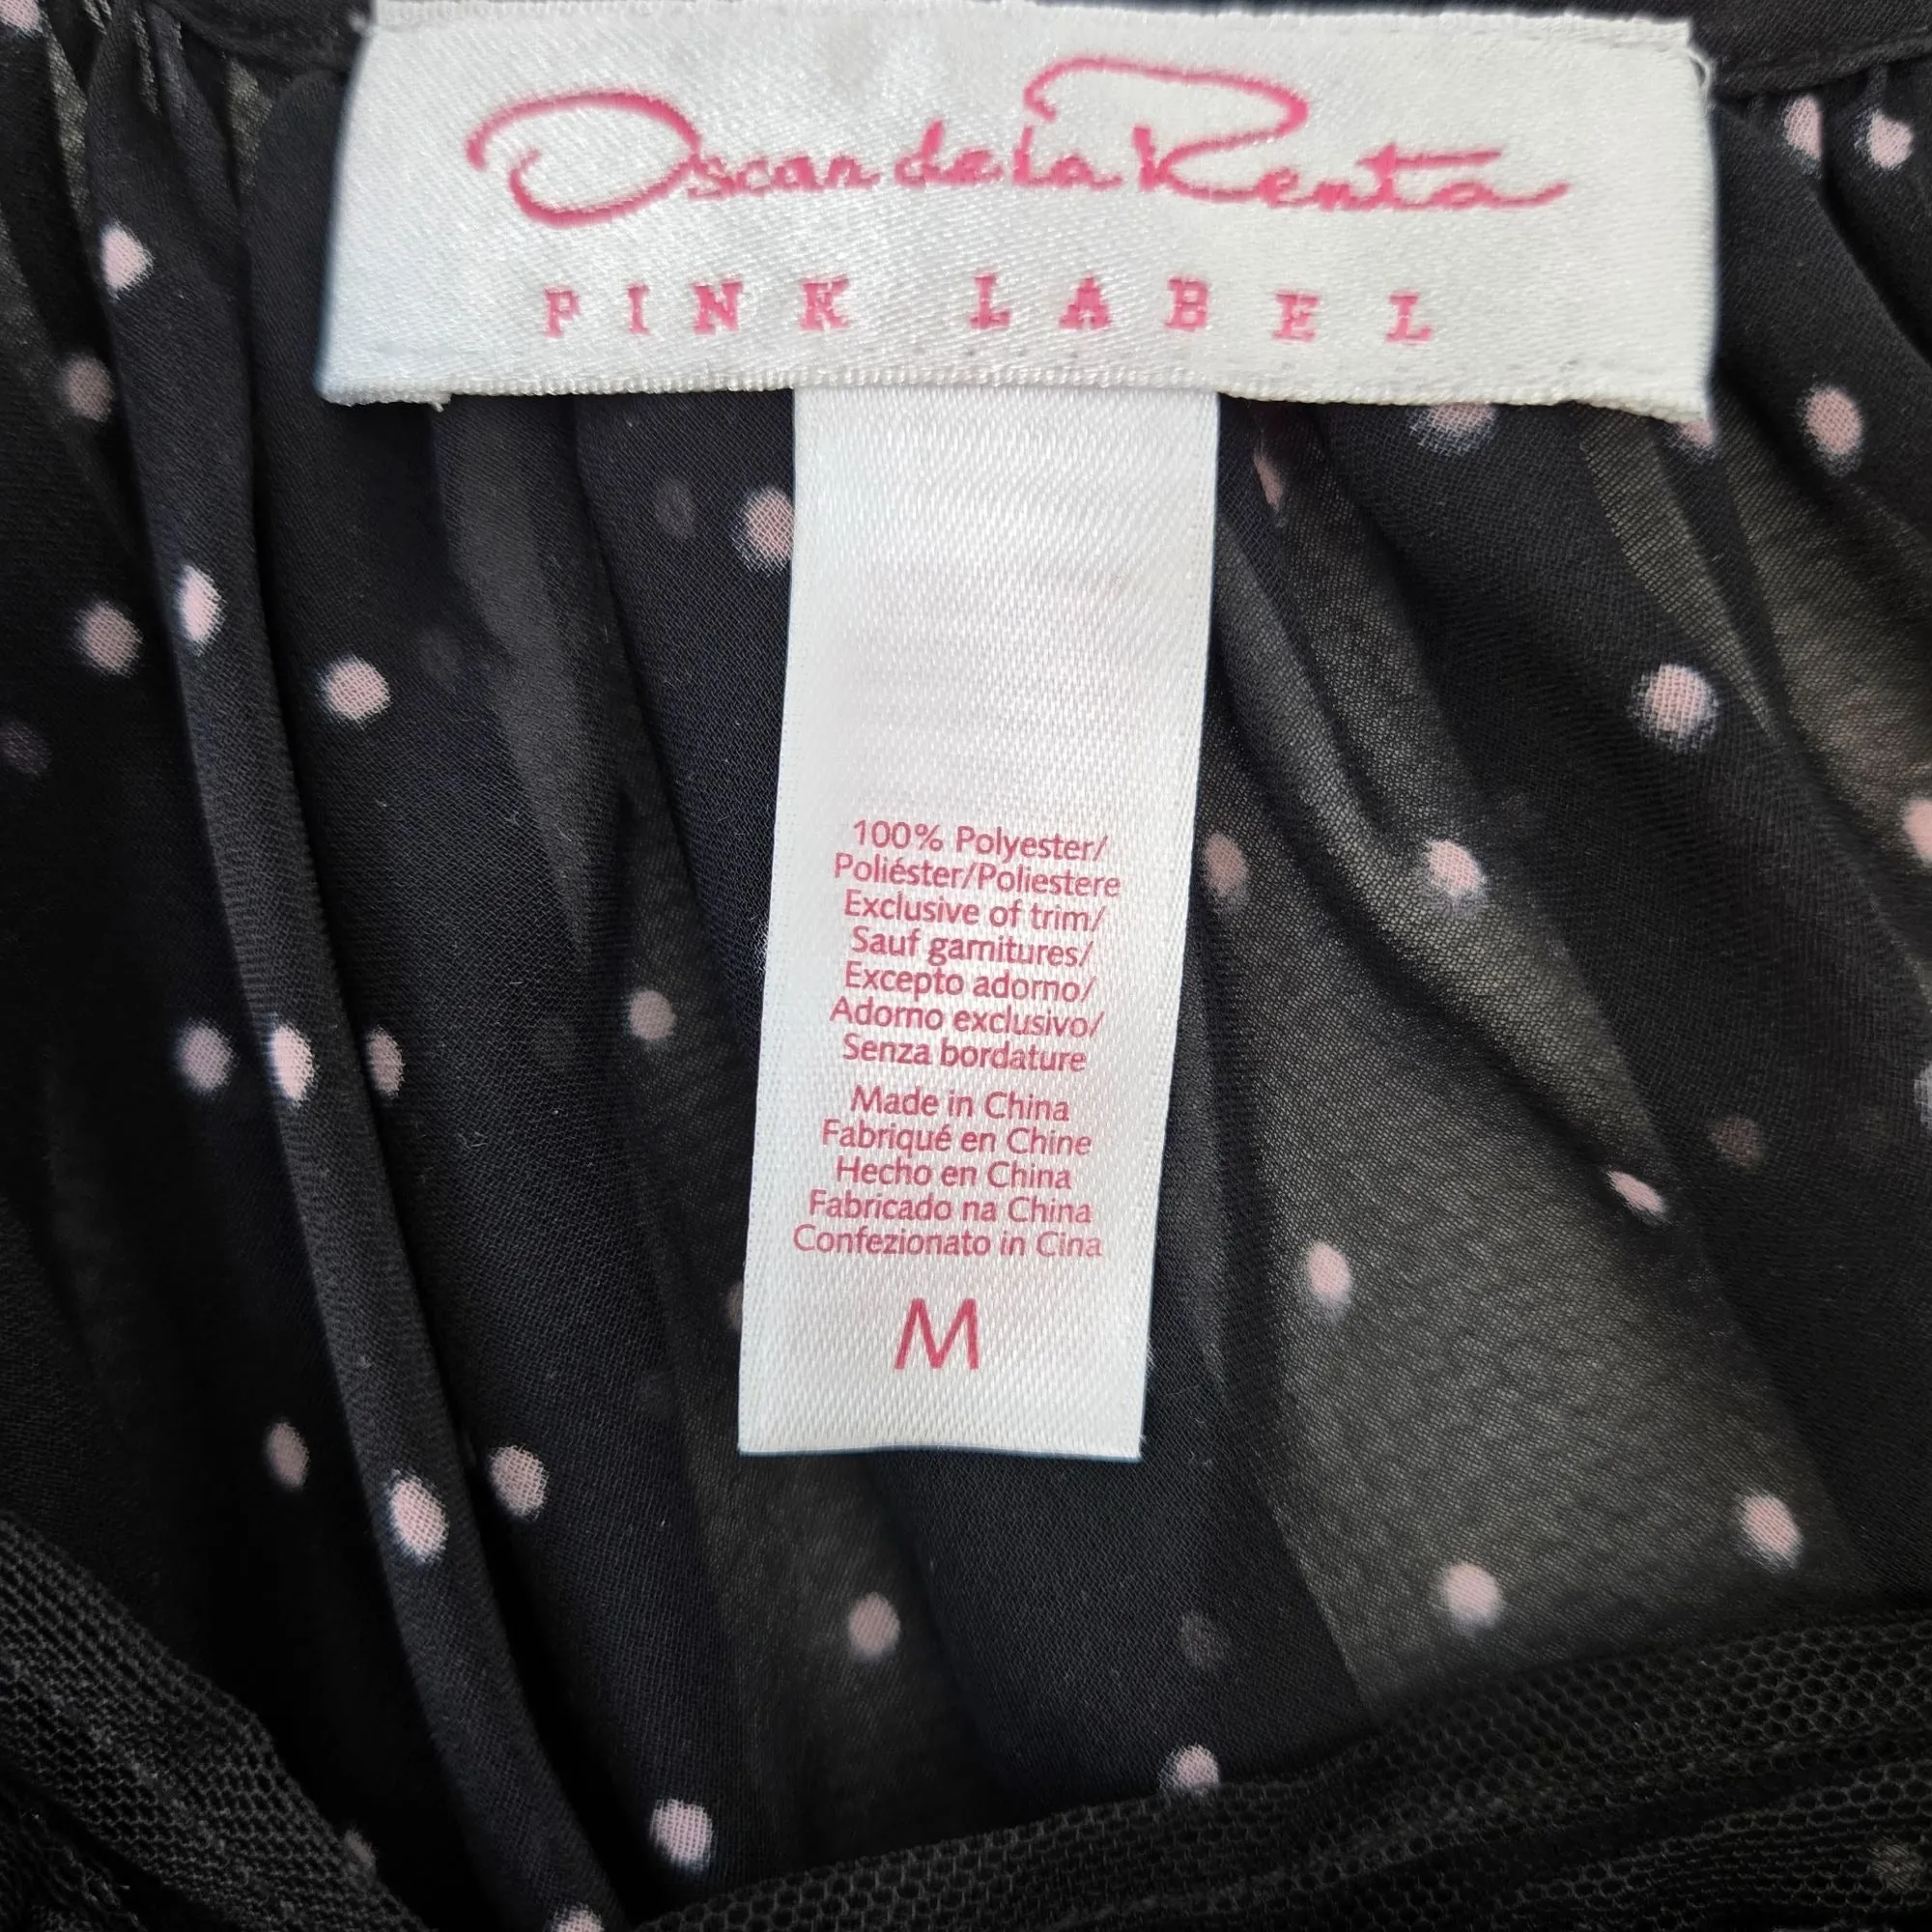 Oscar de la Renta
PINK LABEL
100% Polyester/
Poliéster/Poliestere
Exclusive of trim/
Sauf garnitures/
Excepto adorno/
Adorno exclusivo/
Senza bordature
Made in China
Fabriqué en Chine
Hecho en China
Fabricado na China
Confezionato in Cina
M